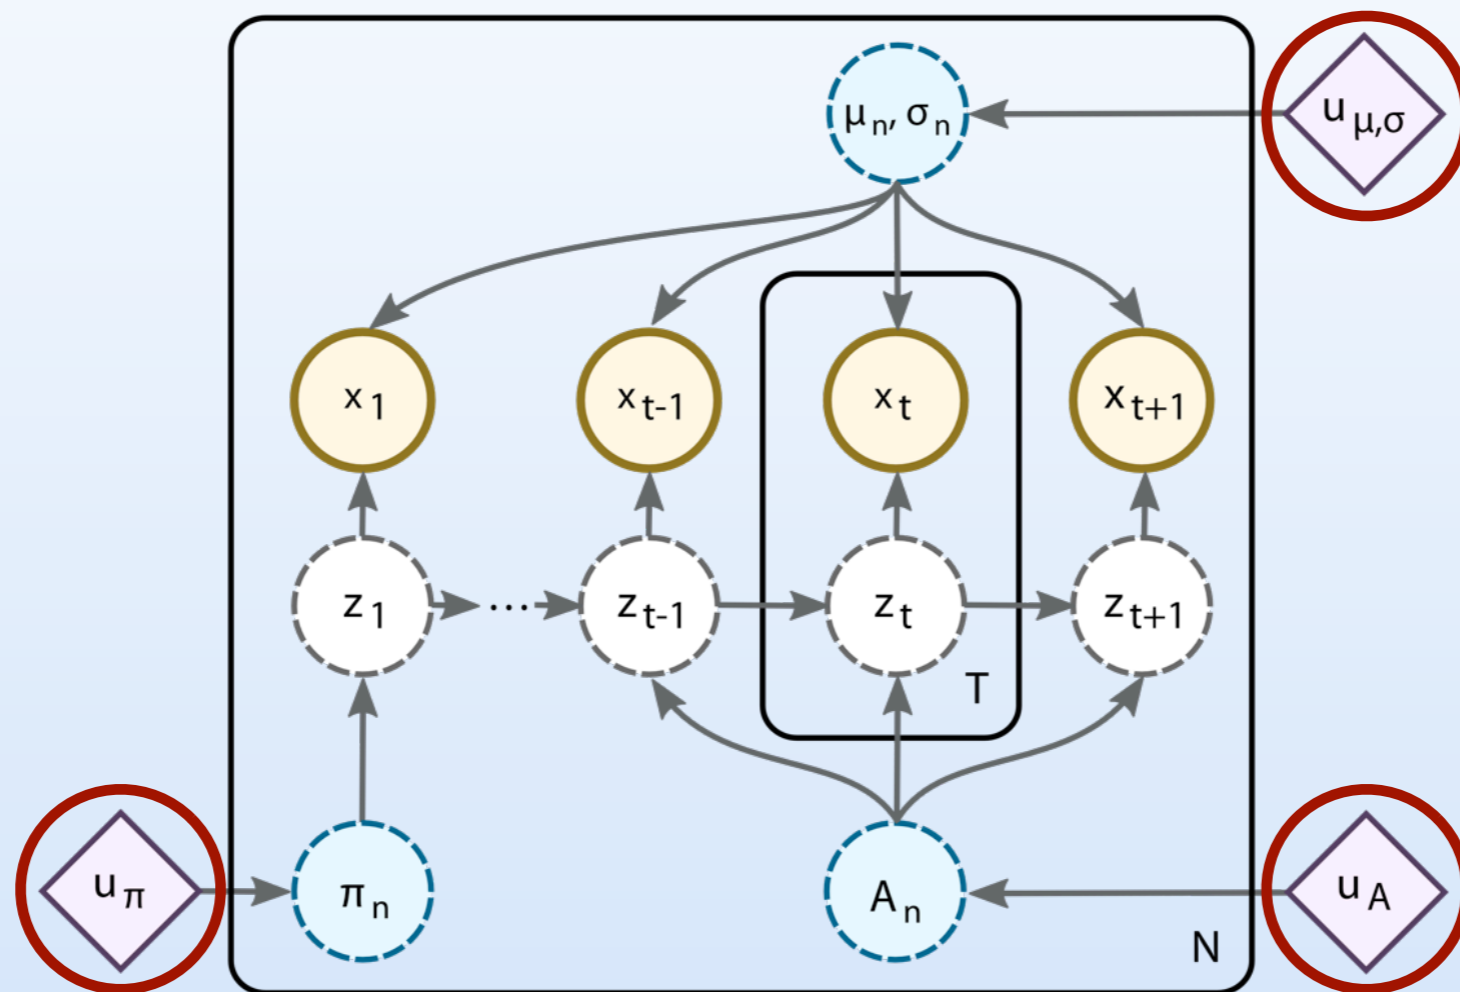 μn, σn
uμ,σ
x1
xt-1
xt
xt+1
z1
...
zt-1
zt
zt+1
T
uπ
πn
An
uA
N